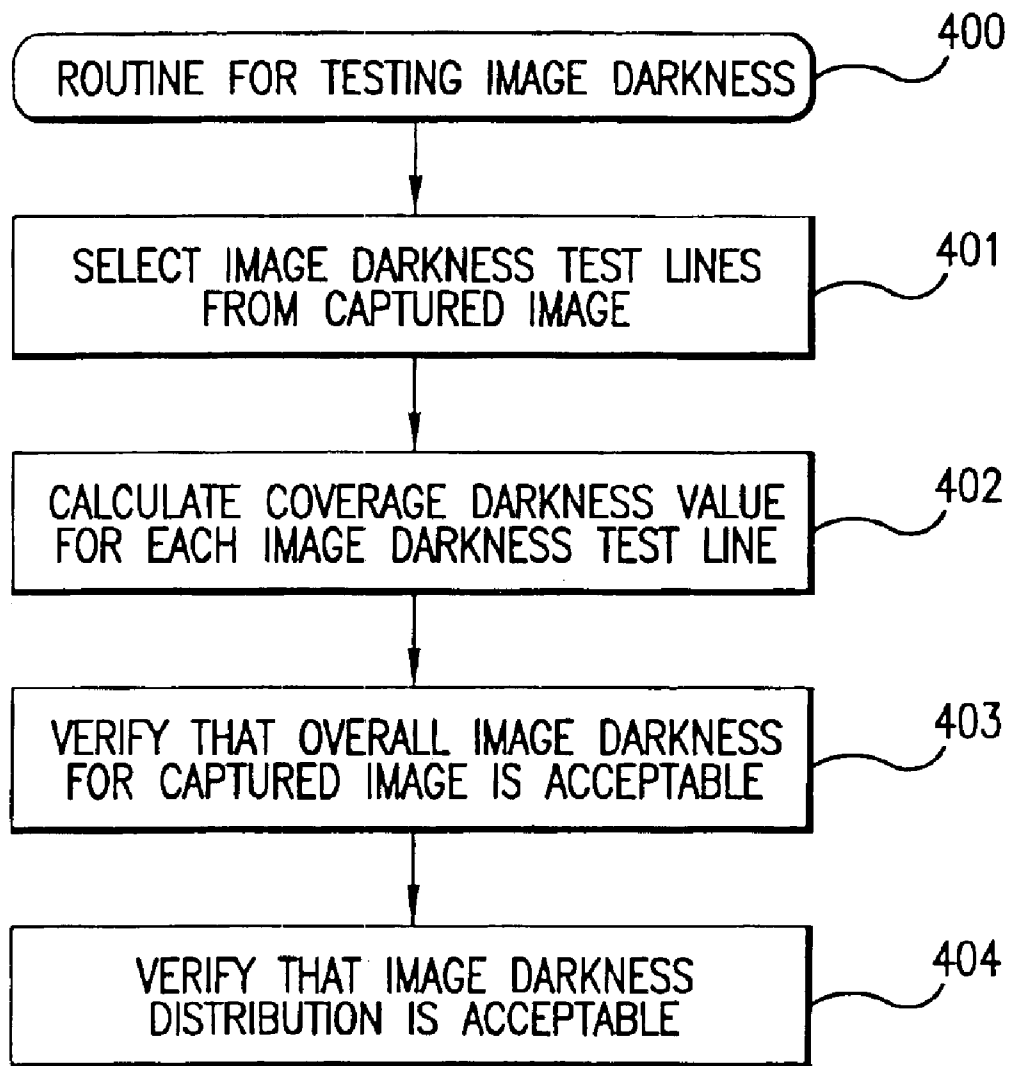 400
ROUTINE FOR TESTING IMAGE DARKNESS
401
SELECT IMAGE DARKNESS TEST LINES
FROM CAPTURED IMAGE
402
CALCULATE COVERAGE DARKNESS VALUE
FOR EACH IMAGE DARKNESS TEST LINE
403
VERIFY THAT OVERALL IMAGE DARKNESS
FOR CAPTURED IMAGE IS ACCEPTABLE
404
VERIFY THAT IMAGE DARKNESS
DISTRIBUTION IS ACCEPTABLE